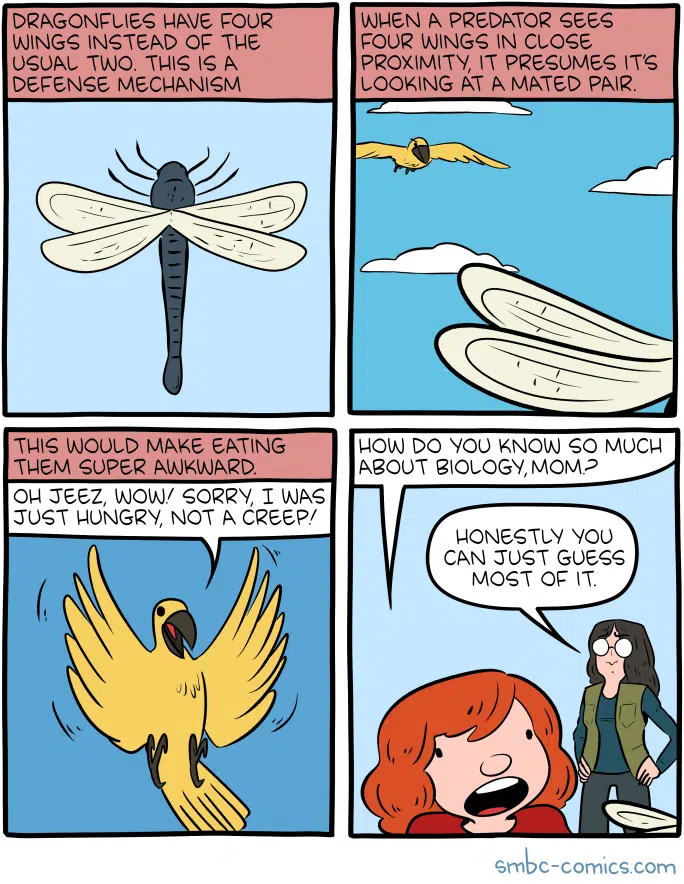 DRAGONFLIES HAVE FOUR
WINGS INSTEAD OF THE
USUAL TWO. THIS IS A
DEFENSE MECHANISM
WHEN A PREDATOR SEES
FOUR WINGS IN CLOSE
PROXIMITY, IT PRESUMES IT'S
LOOKING AT A MATED PAIR.
THIS WOULD MAKE EATING
THEM SUPER AWKWARD.
OH JEEZ, WOW! SORRY, I WAS
JUST HUNGRY, NOT A CREEP!
HOW DO YOU KNOW SO MUCH
ABOUT BIOLOGY, MOM?
HONESTLY YOU
CAN JUST GUESS
MOST OF IT.
smbc-comics.com